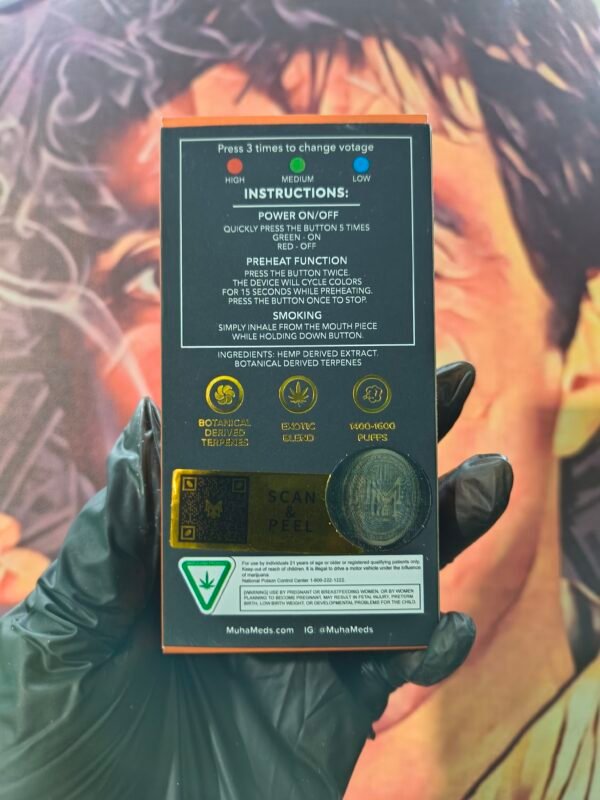 Press 3 times to change votage
HIGH MEDIUM LOW
INSTRUCTIONS:
POWER ON/OFF
QUICKLY PRESS THE BUTTON 5 TIMES
GREEN - ON
RED - OFF
PREHEAT FUNCTION
PRESS THE BUTTON TWICE.
THE DEVICE WILL CYCLE COLORS
FOR 15 SECONDS WHILE PREHEATING.
PRESS THE BUTTON ONCE TO STOP.
SMOKING
SIMPLY INHALE FROM THE MOUTH PIECE
WHILE HOLDING DOWN BUTTON.
INGREDIENTS: HEMP DERIVED EXTRACT.
BOTANICAL DERIVED TERPENES
BOTANICAL
DERIVED
TERPENES
EXOTIC
BLEND
1400-1600
PUFFS
SCAN
&
PEEL
For use by individuals 21 years of age or older or registered qualifying patients only.
Keep out of reach of children. It is illegal to drive a motor vehicle under the influence
of marijuana
National Poison Control Center 1-800-222-1222.
[WARNING] USE BY PREGNANT OR BREASTFEEDING WOMEN, OR BY WOMEN
PLANNING TO BECOME PREGNANT, MAY RESULT IN FETAL INJURY, PRETERM
BIRTH, LOW BIRTH WEIGHT, OR DEVELOPMENTAL PROBLEMS FOR THE CHILD.
MuhaMeds.com IG: @MuhaMeds